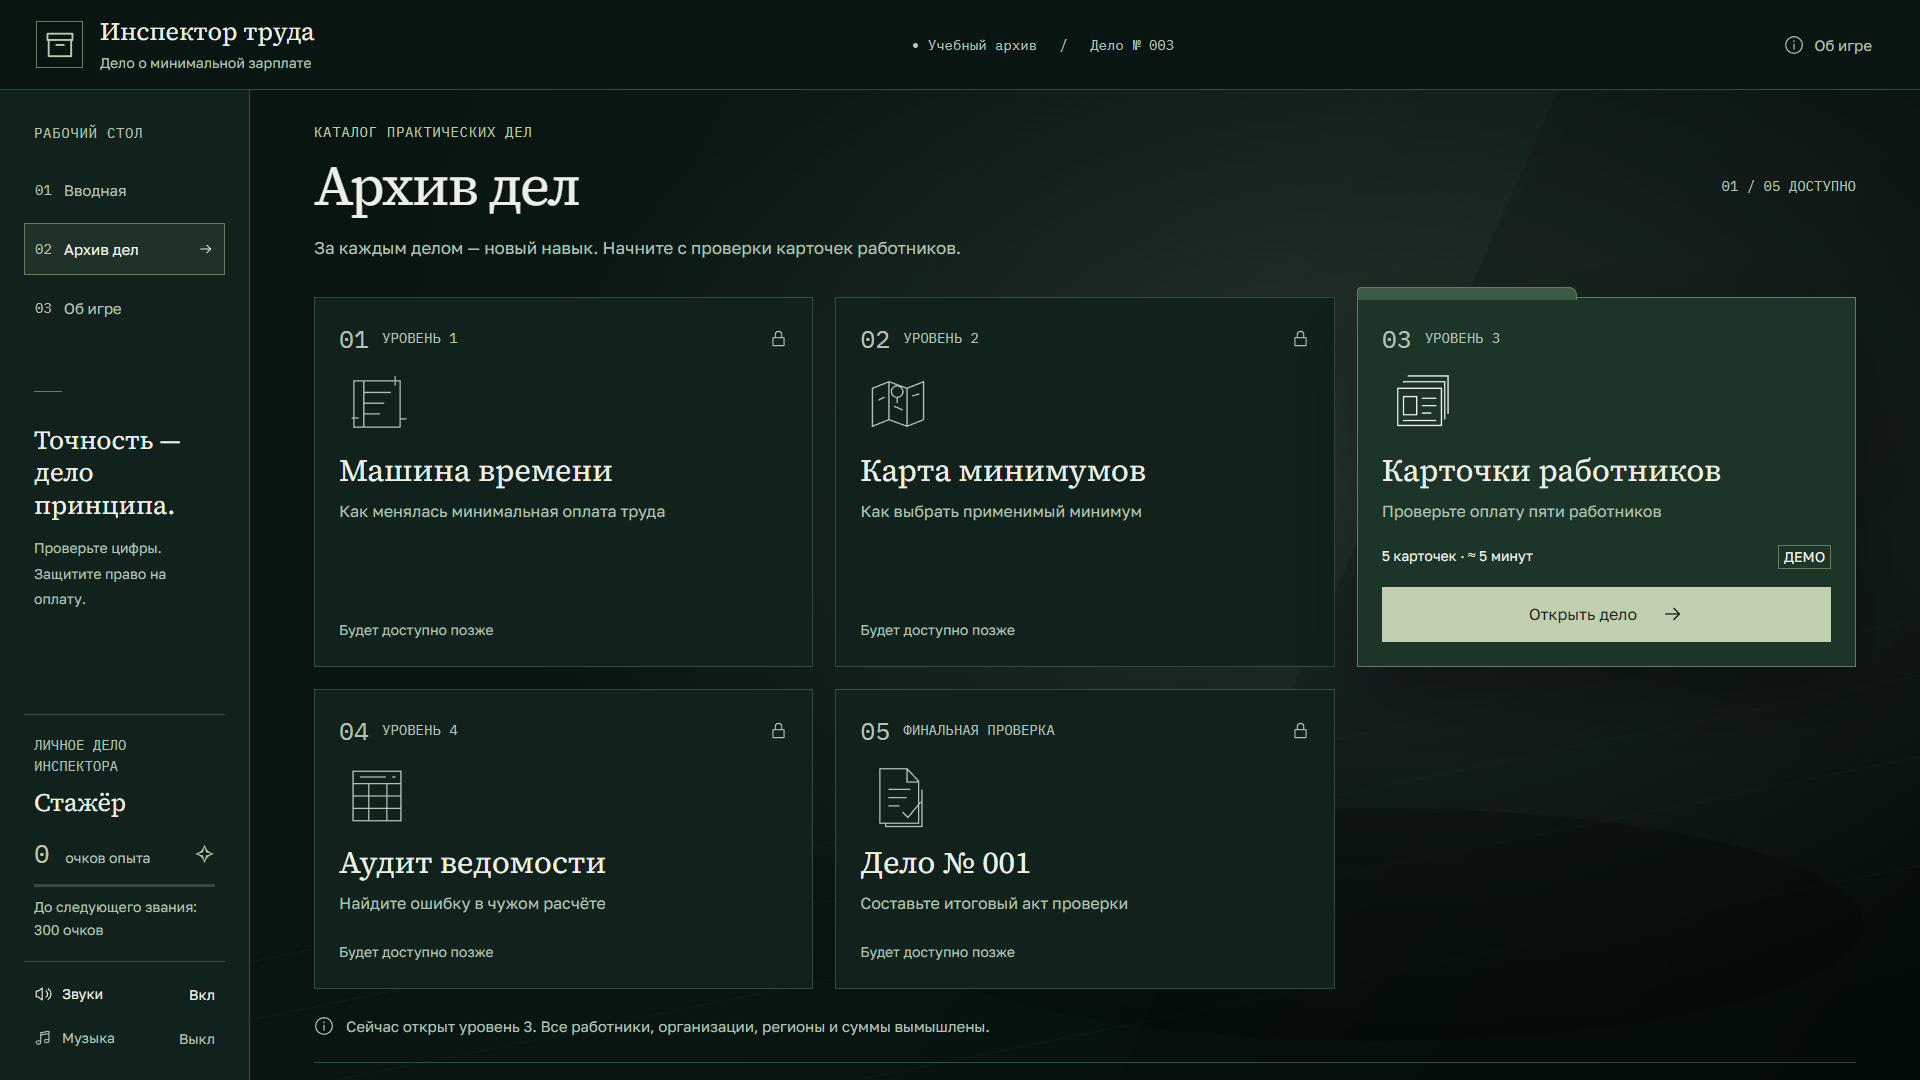 Инспектор труда
Дело о минимальной зарплате
• Учебный архив / Дело № 003
Об игре
РАБОЧИЙ СТОЛ
01 Вводная
02 Архив дел →
03 Об игре
Точность —
дело
принципа.
Проверьте цифры.
Защитите право на
оплату.
ЛИЧНОЕ ДЕЛО
ИНСПЕКТОРА
Стажёр
0 очков опыта
До следующего звания:
300 очков
Звуки Вкл
Музыка Выкл
КАТАЛОГ ПРАКТИЧЕСКИХ ДЕЛ
Архив дел
01 / 05 ДОСТУПНО
За каждым делом — новый навык. Начните с проверки карточек работников.
01 УРОВЕНЬ 1
Машина времени
Как менялась минимальная оплата труда
Будет доступно позже
02 УРОВЕНЬ 2
Карта минимумов
Как выбрать применимый минимум
Будет доступно позже
03 УРОВЕНЬ 3
Карточки работников
Проверьте оплату пяти работников
5 карточек · ≈ 5 минут
ДЕМО
Открыть дело →
04 УРОВЕНЬ 4
Аудит ведомости
Найдите ошибку в чужом расчёте
Будет доступно позже
05 ФИНАЛЬНАЯ ПРОВЕРКА
Дело № 001
Составьте итоговый акт проверки
Будет доступно позже
Сейчас открыт уровень 3. Все работники, организации, регионы и суммы вымышлены.